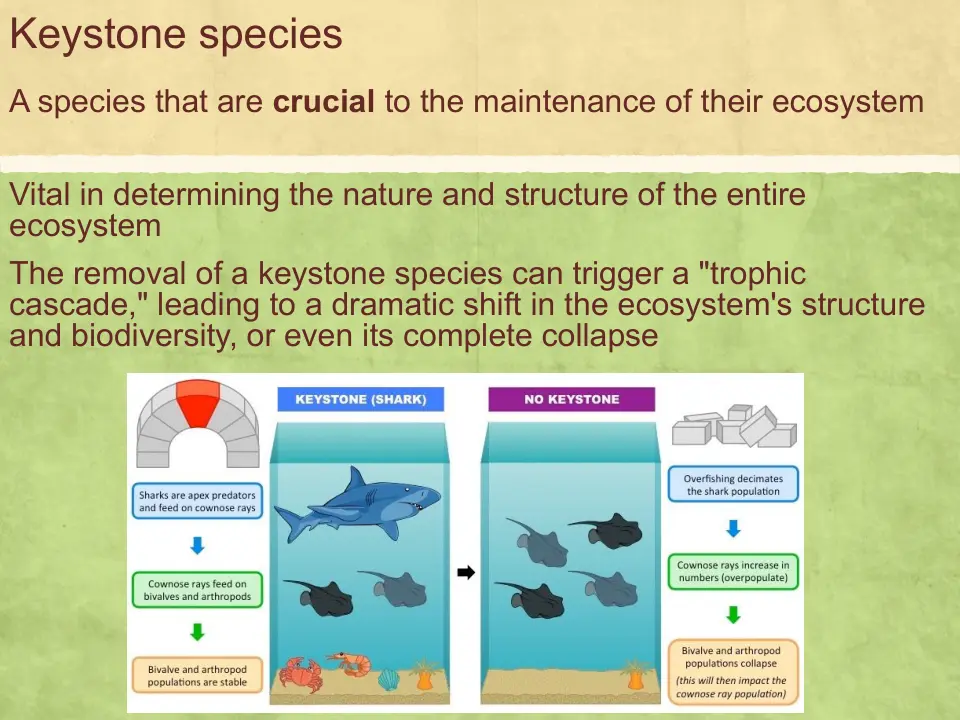 Keystone species
A species that are crucial to the maintenance of their ecosystem
Vital in determining the nature and structure of the entire
ecosystem
The removal of a keystone species can trigger a "trophic
cascade," leading to a dramatic shift in the ecosystem's structure
and biodiversity, or even its complete collapse
KEYSTONE (SHARK)
Sharks are apex predators
and feed on cownose rays
Cownose rays feed on
bivalves and arthropods
Bivalve and arthropod
populations are stable
NO KEYSTONE
Overfishing decimates
the shark population
Cownose rays increase in
numbers (overpopulate)
Bivalve and arthropod
populations collapse
(this will then impact the
cownose ray population)